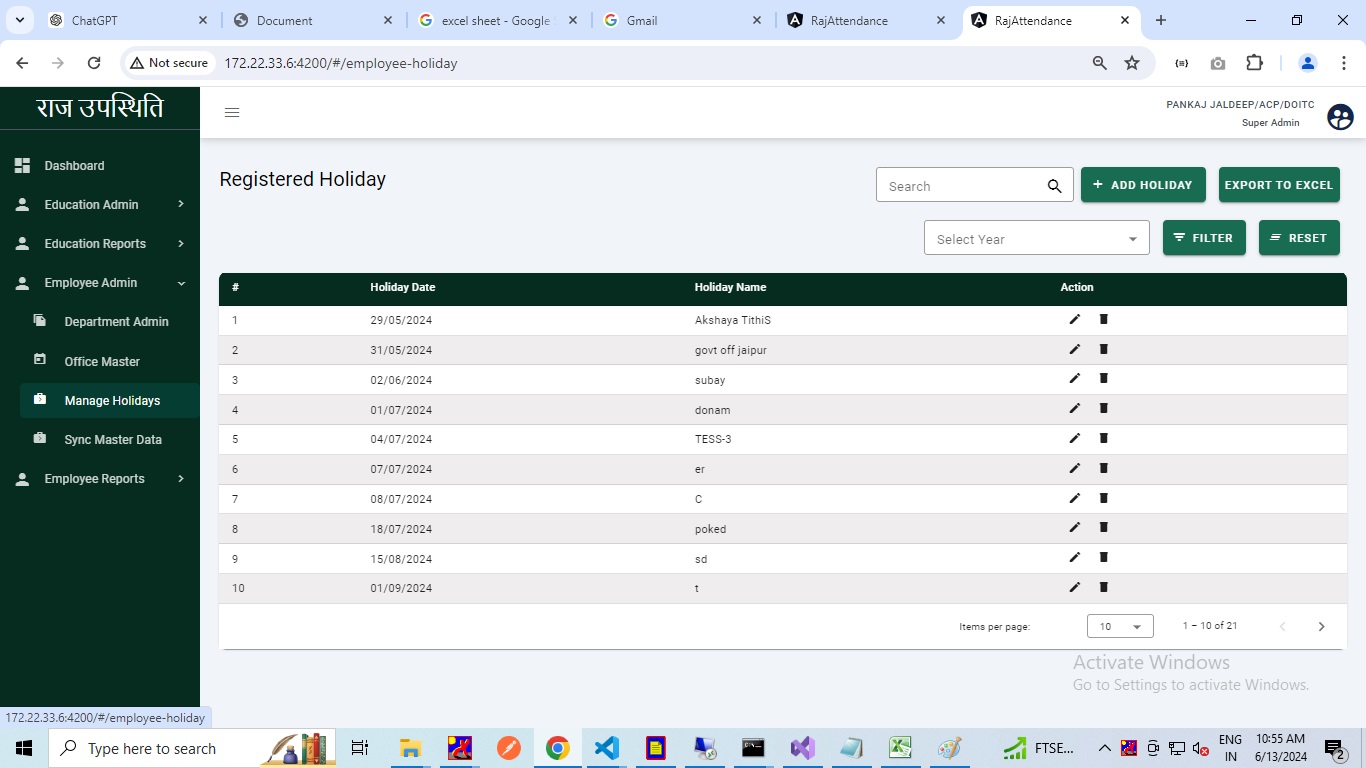 ChatGPT
Document
excel sheet - Google
Gmail
RajAttendance
RajAttendance
Not secure
172.22.33.6:4200/#/employee-holiday
राज उपस्थिति
PANKAJ JALDEEP/ACP/DOITC
Super Admin
Dashboard
Education Admin
Education Reports
Employee Admin
Department Admin
Office Master
Manage Holidays
Sync Master Data
Employee Reports
Registered Holiday
Search
+ ADD HOLIDAY
EXPORT TO EXCEL
Select Year
FILTER
RESET
# Holiday Date Holiday Name Action
1 29/05/2024 Akshaya TithiS
2 31/05/2024 govt off jaipur
3 02/06/2024 subay
4 01/07/2024 donam
5 04/07/2024 TESS-3
6 07/07/2024 er
7 08/07/2024 C
8 18/07/2024 poked
9 15/08/2024 sd
10 01/09/2024 t
Items per page: 10 1 – 10 of 21
Activate Windows
Go to Settings to activate Windows.
172.22.33.6:4200/#/employee-holiday
Type here to search
FTSE...
ENG
IN
10:55 AM
6/13/2024
2